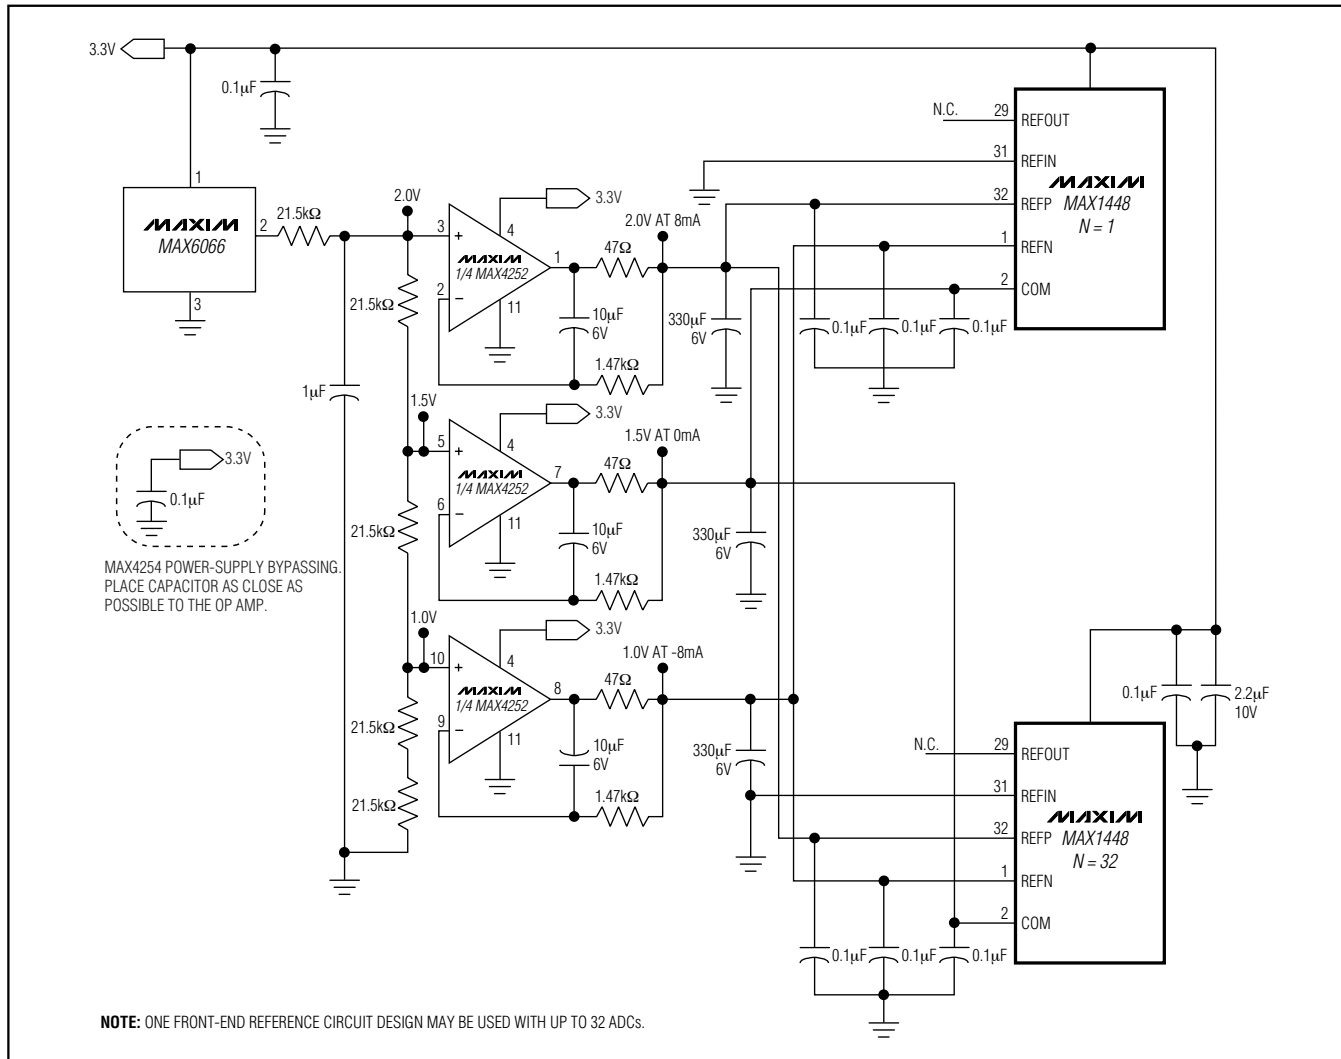 3.3V
0.1µF
N.C.
29
REFOUT
31
REFIN
1
2.0V
3.3V
MAXIM
MAX1448
N = 1
32
REFP
MAXIM
MAX6066
2
21.5kΩ
3
+
4
2.0V AT 8mA
1
REFN
MAXIM
1/4 MAX4252
1
47Ω
2
COM
3
21.5kΩ
2
−
11
10µF
6V
330µF
6V
0.1µF
0.1µF
0.1µF
1.47kΩ
1µF
1.5V
3.3V
5
+
4
1.5V AT 0mA
3.3V
0.1µF
MAXIM
1/4 MAX4252
7
47Ω
21.5kΩ
6
−
11
10µF
6V
330µF
6V
MAX4254 POWER-SUPPLY BYPASSING.
PLACE CAPACITOR AS CLOSE AS
POSSIBLE TO THE OP AMP.
1.47kΩ
1.0V
3.3V
10
+
4
1.0V AT -8mA
MAXIM
1/4 MAX4252
8
47Ω
0.1µF
2.2µF
10V
21.5kΩ
9
−
11
10µF
6V
330µF
6V
N.C.
29
REFOUT
31
REFIN
21.5kΩ
1.47kΩ
MAXIM
MAX1448
N = 32
32
REFP
1
REFN
2
COM
0.1µF
0.1µF
0.1µF
NOTE: ONE FRONT-END REFERENCE CIRCUIT DESIGN MAY BE USED WITH UP TO 32 ADCs.